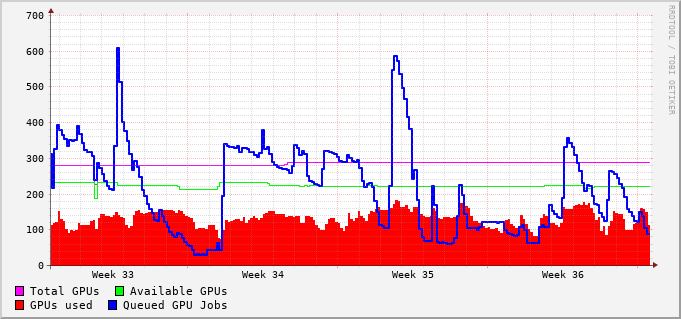 700
600
500
400
300
200
100
0
Week 33 Week 34 Week 35 Week 36
Total GPUs Available GPUs
GPUs used Queued GPU Jobs
RRDTOOL / TOBI OETIKER